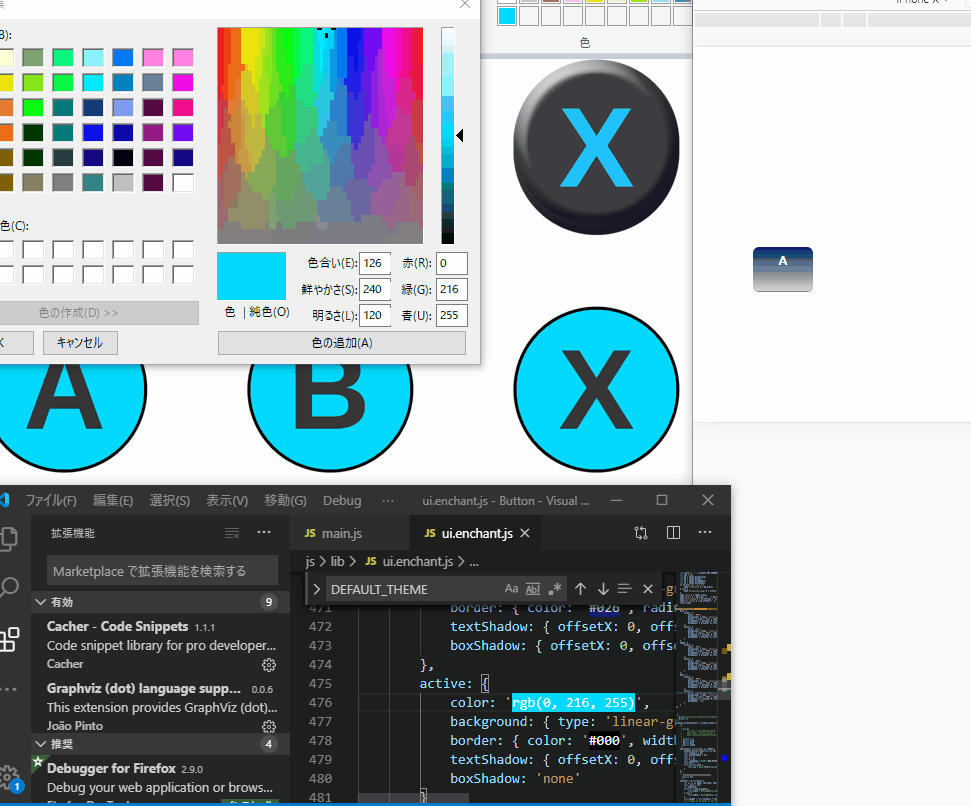 B):
色(C):
色の作成(D) >>
キャンセル
色合い(E): 126
赤(R): 0
鮮やかさ(S): 240
緑(G): 216
色 | 純色(O)
明るさ(L): 120
青(U): 255
色の追加(A)
色
X
A
A
B
X
ファイル(F) 編集(E) 選択(S) 表示(V) 移動(G) Debug ... ui.enchant.js - Button - Visual ...
拡張機能
Marketplace で拡張機能を検索する
有効 9
Cacher - Code Snippets 1.1.1
Code snippet library for pro developer...
Cacher
Graphviz (dot) language supp... 0.0.6
This extension provides GraphViz (dot)...
João Pinto
推奨 4
Debugger for Firefox 2.9.0
Debug your web application or brows...
1
JS main.js
JS ui.enchant.js
js > lib > JS ui.enchant.js > ...
DEFAULT_THEME Aa Abl .*
471 border: { color: '#026', radi
472 textShadow: { offsetX: 0, offs
473 boxShadow: { offsetX: 0, offse
474 },
475 active: {
476 color: 'rgb(0, 216, 255)',
477 background: { type: 'linear-g
478 border: { color: '#000', widt
479 textShadow: { offsetX: 0, offs
480 boxShadow: 'none'
481 }